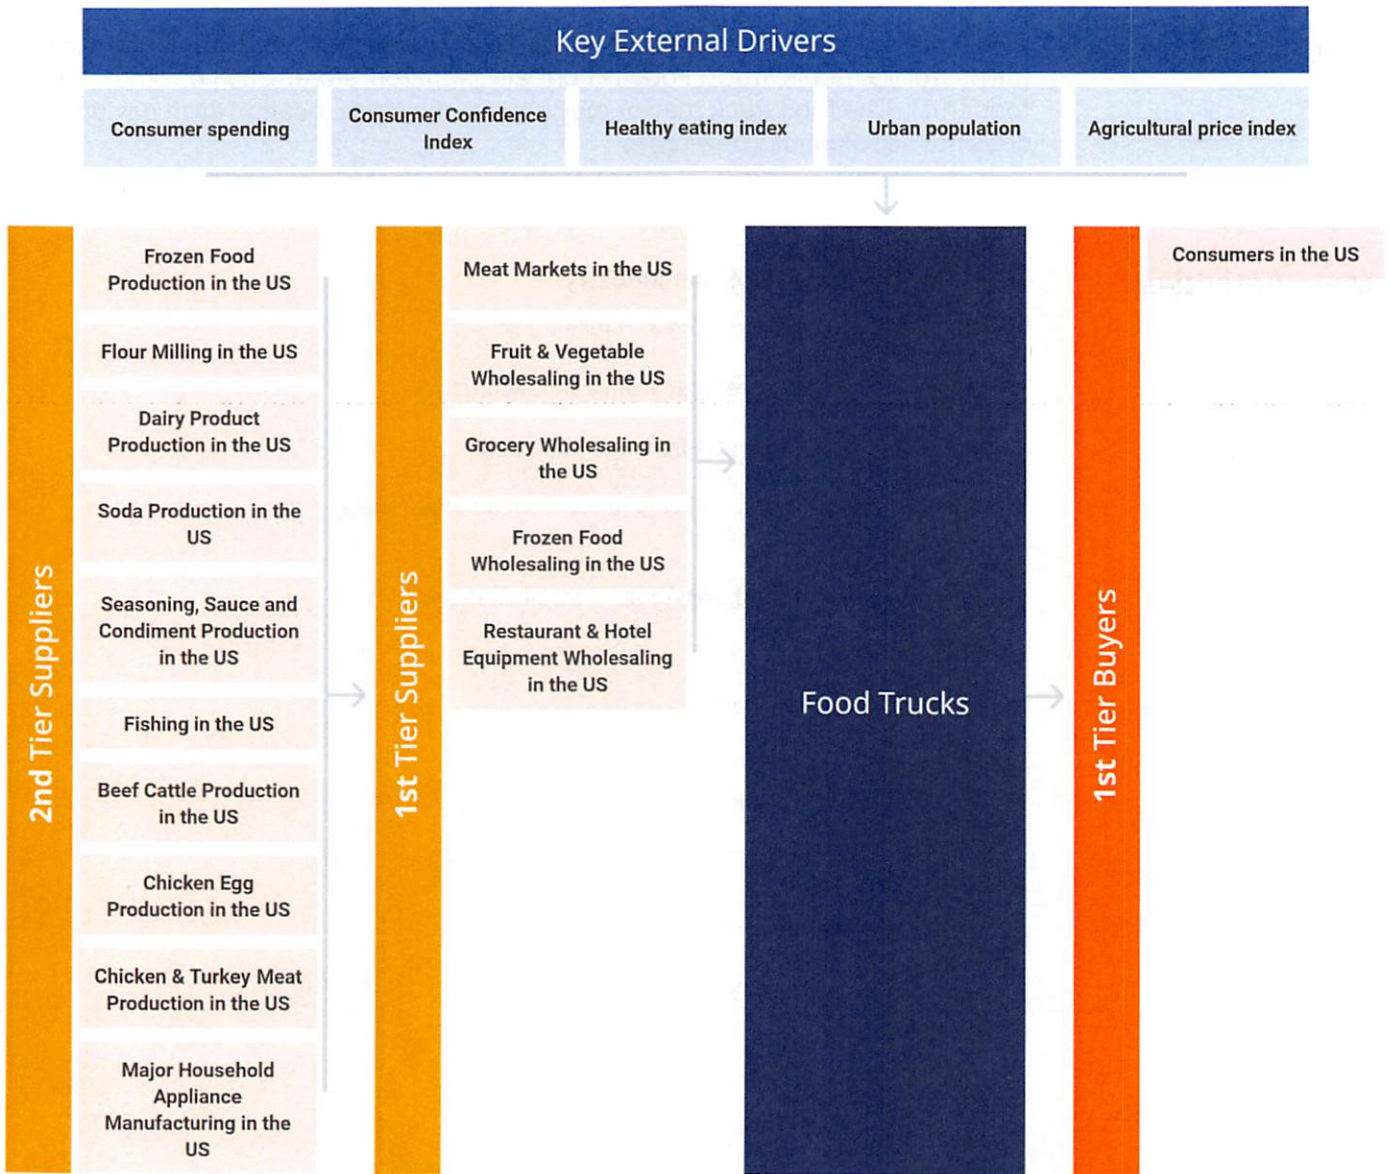 Key External Drivers
Consumer spending
Consumer Confidence
Index
Healthy eating index
Urban population
Agricultural price index
2nd Tier Suppliers
Frozen Food
Production in the US
Flour Milling in the US
Dairy Product
Production in the US
Soda Production in the
US
Seasoning, Sauce and
Condiment Production
in the US
Fishing in the US
Beef Cattle Production
in the US
Chicken Egg
Production in the US
Chicken & Turkey Meat
Production in the US
Major Household
Appliance
Manufacturing in the
US
1st Tier Suppliers
Meat Markets in the US
Fruit & Vegetable
Wholesaling in the US
Grocery Wholesaling in
the US
Frozen Food
Wholesaling in the US
Restaurant & Hotel
Equipment Wholesaling
in the US
Food Trucks
1st Tier Buyers
Consumers in the US